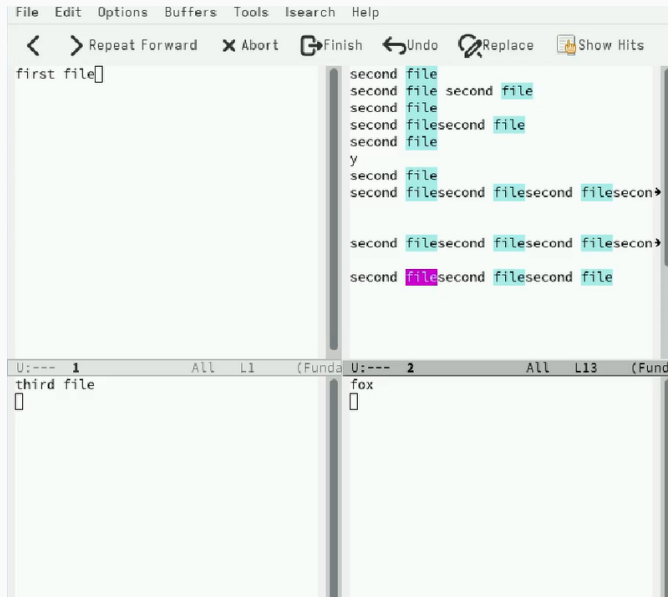 File Edit Options Buffers Tools Isearch Help
Repeat Forward Abort Finish Undo Replace Show Hits
first file
second file
second file second file
second file
second filesecond file
second file
y
second file
second filesecond filesecond filesecon
second filesecond filesecond filesecon
second filesecond filesecond file
U:--- 1 All L1 (Funda
U:--- 2 All L13 (Fund
third file
fox